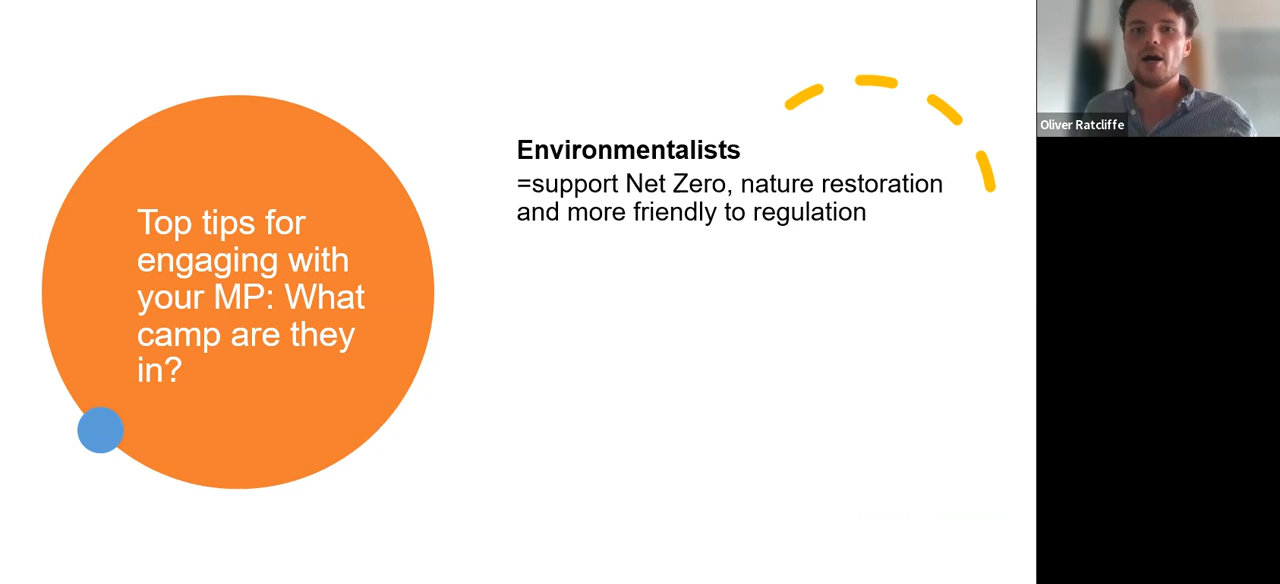 Top tips for
engaging with
your MP: What
camp are they
in?
Environmentalists
=support Net Zero, nature restoration
and more friendly to regulation
Oliver Ratcliffe